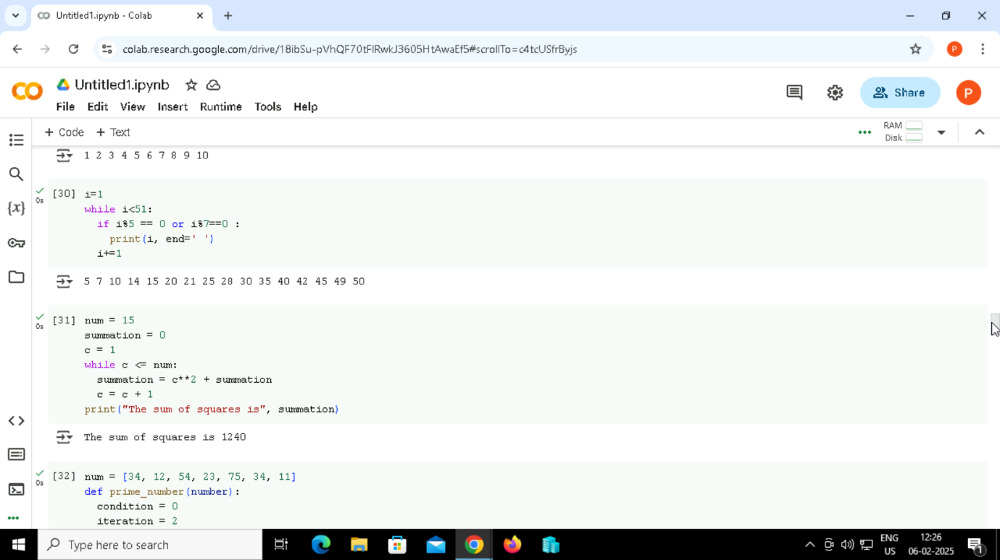 Untitled1.ipynb - Colab
colab.research.google.com/drive/18ibSu-pVhQF70tFlRwkJ3605HtAwaEf5#scrollTo=c4tcUSfrByjs
P
Untitled1.ipynb
Share
P
File Edit View Insert Runtime Tools Help
+ Code + Text
RAM
Disk
1 2 3 4 5 6 7 8 9 10
0s
[30] i=1
while i<51:
if i%5 == 0 or i%7==0 :
print(i, end=' ')
i+=1
5 7 10 14 15 20 21 25 28 30 35 40 42 45 49 50
0s
[31] num = 15
summation = 0
c = 1
while c <= num:
summation = c**2 + summation
c = c + 1
print("The sum of squares is", summation)
The sum of squares is 1240
0s
[32] num = [34, 12, 54, 23, 75, 34, 11]
def prime_number(number):
condition = 0
iteration = 2
Type here to search
ENG
US
12:26
06-02-2025
1